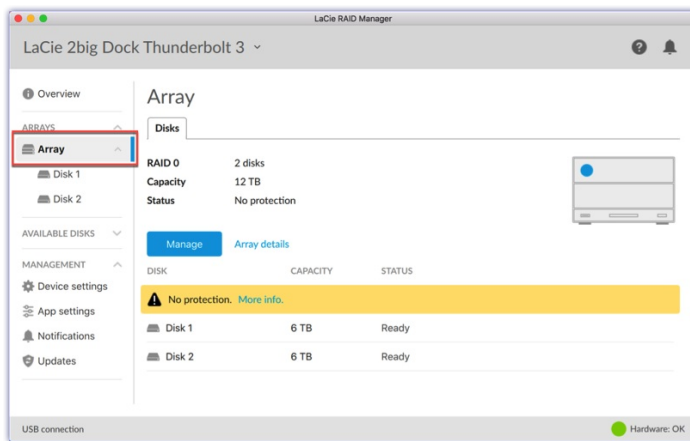 LaCie RAID Manager
LaCie 2big Dock Thunderbolt 3
Overview
ARRAYS
Array
Disk 1
Disk 2
AVAILABLE DISKS
MANAGEMENT
Device settings
App settings
Notifications
Updates
Array
Disks
RAID 0 2 disks
Capacity 12 TB
Status No protection
Manage Array details
DISK CAPACITY STATUS
No protection. More info.
Disk 1 6 TB Ready
Disk 2 6 TB Ready
USB connection Hardware: OK